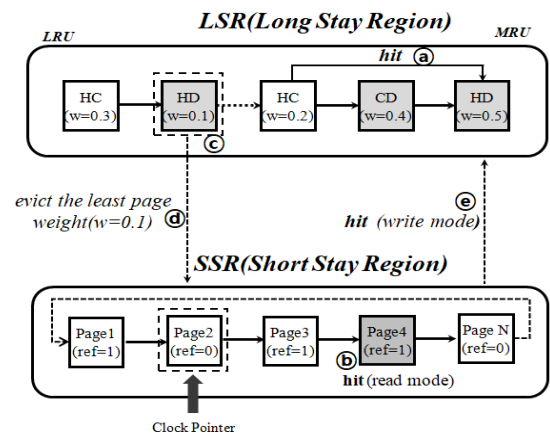 LSR(Long Stay Region)
LRU
MRU
hit ⓐ
HC
(w=0.3)
HD
(w=0.1)
HC
(w=0.2)
CD
(w=0.4)
HD
(w=0.5)
ⓒ
evict the least page
weight(w=0.1) ⓓ
ⓔ
hit (write mode)
SSR(Short Stay Region)
Page1
(ref=1)
Page2
(ref=0)
Page3
(ref=1)
Page4
(ref=1)
Page N
(ref=0)
ⓑ
hit (read mode)
Clock Pointer